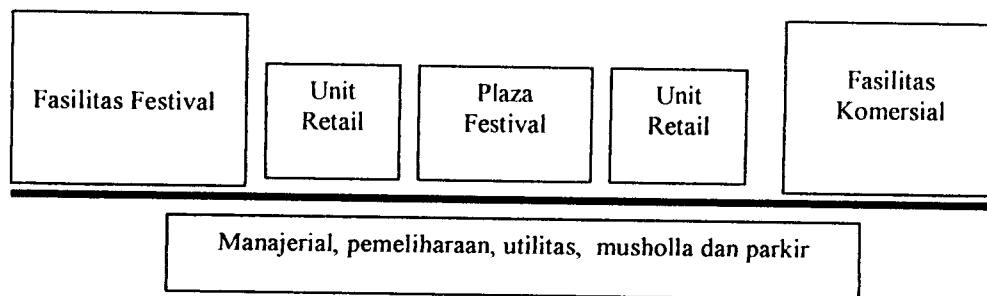 Fasilitas Festival
Unit
Retail
Plaza
Festival
Unit
Retail
Fasilitas
Komersial
Manajerial, pemeliharaan, utilitas, musholla dan parkir